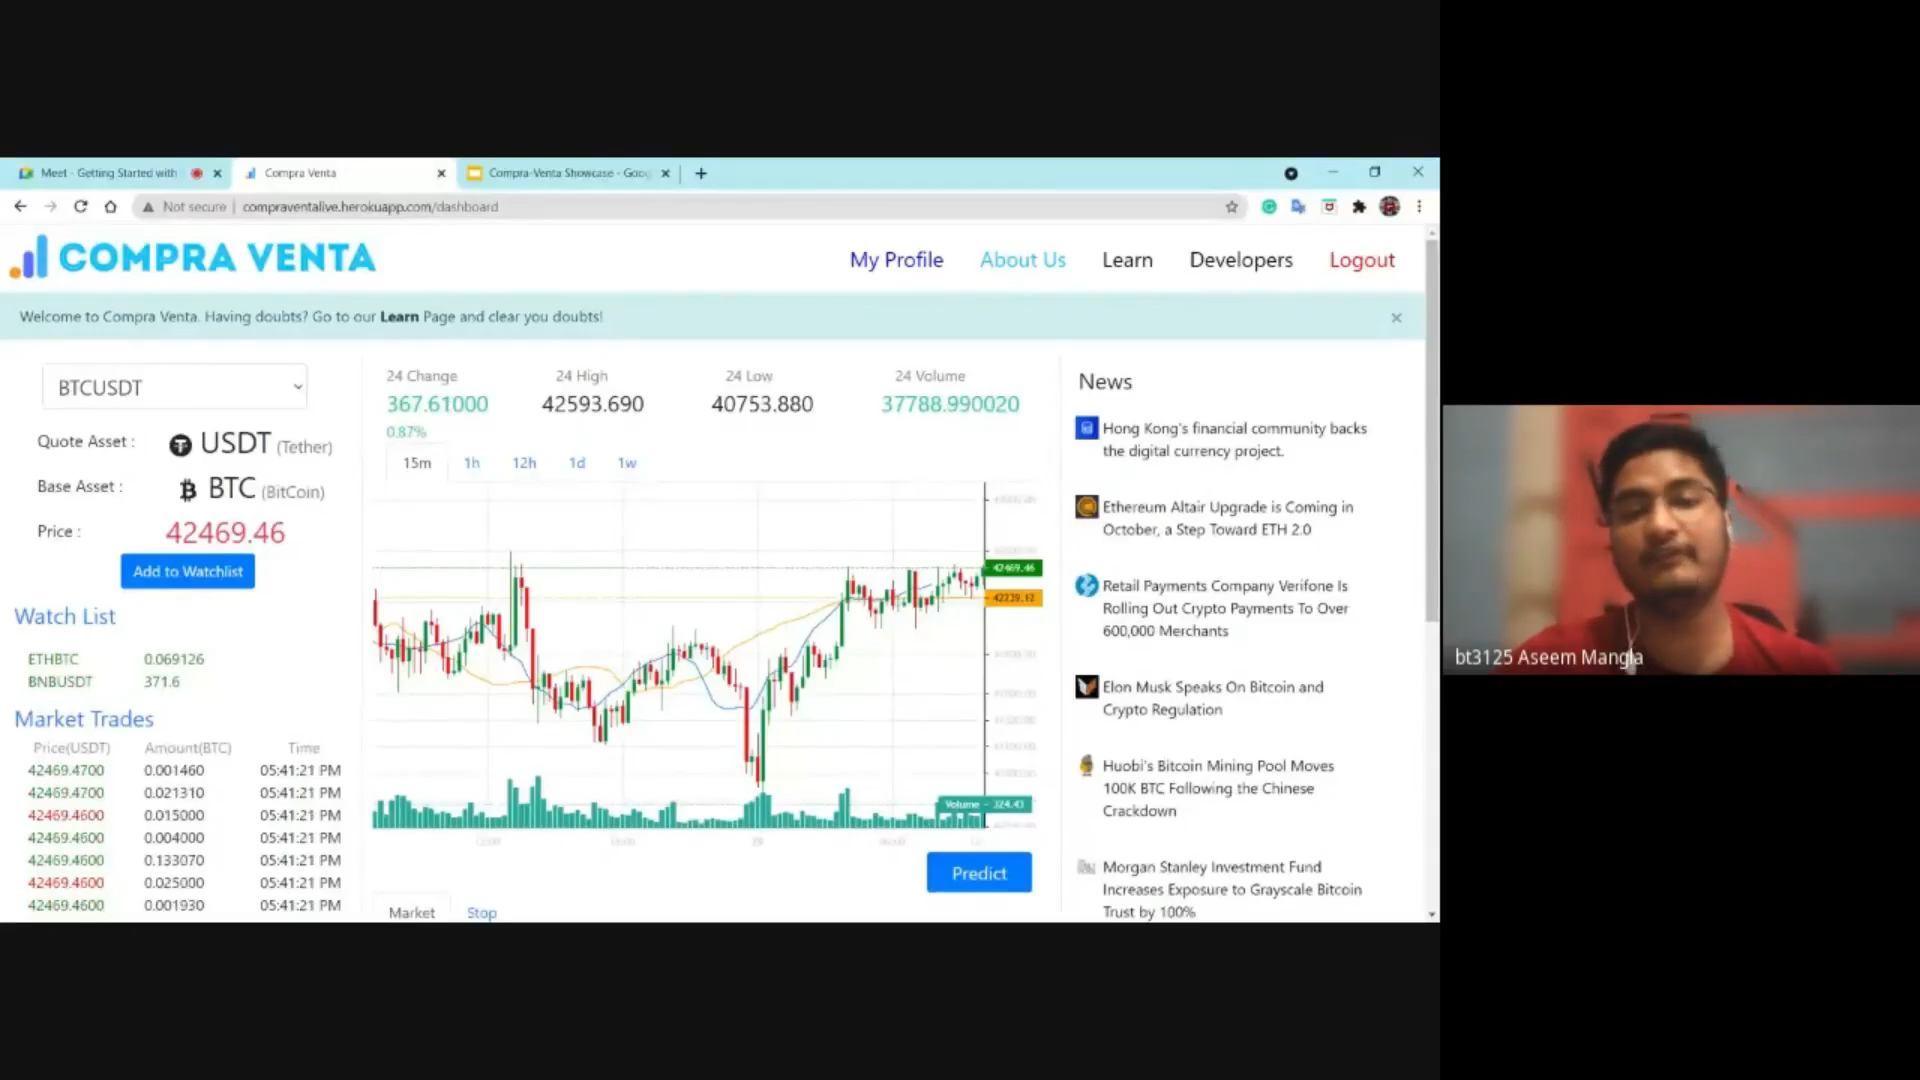 Meet - Getting Started with
Compra Venta
Compra-Venta Showcase - Goog
Not secure | compraventalive.herokuapp.com/dashboard
COMPRA VENTA
My Profile
About Us
Learn
Developers
Logout
Welcome to Compra Venta. Having doubts? Go to our Learn Page and clear you doubts!
BTCUSDT
Quote Asset : USDT (Tether)
Base Asset : BTC (BitCoin)
Price : 42469.46
Add to Watchlist
Watch List
ETHBTC 0.069126
BNBUSDT 371.6
Market Trades
Price(USDT) Amount(BTC) Time
42469.4700 0.001460 05:41:21 PM
42469.4700 0.021310 05:41:21 PM
42469.4600 0.015000 05:41:21 PM
42469.4600 0.004000 05:41:21 PM
42469.4600 0.133070 05:41:21 PM
42469.4600 0.025000 05:41:21 PM
42469.4600 0.001930 05:41:21 PM
24 Change 24 High 24 Low 24 Volume
367.61000 42593.690 40753.880 37788.990020
0.87%
15m 1h 12h 1d 1w
42469.46
42239.12
Volume - 324.43
Predict
Market Stop
News
Hong Kong's financial community backs
the digital currency project.
Ethereum Altair Upgrade is Coming in
October, a Step Toward ETH 2.0
Retail Payments Company Verifone Is
Rolling Out Crypto Payments To Over
600,000 Merchants
Elon Musk Speaks On Bitcoin and
Crypto Regulation
Huobi's Bitcoin Mining Pool Moves
100K BTC Following the Chinese
Crackdown
Morgan Stanley Investment Fund
Increases Exposure to Grayscale Bitcoin
Trust by 100%
bt3125 Aseem Mangla